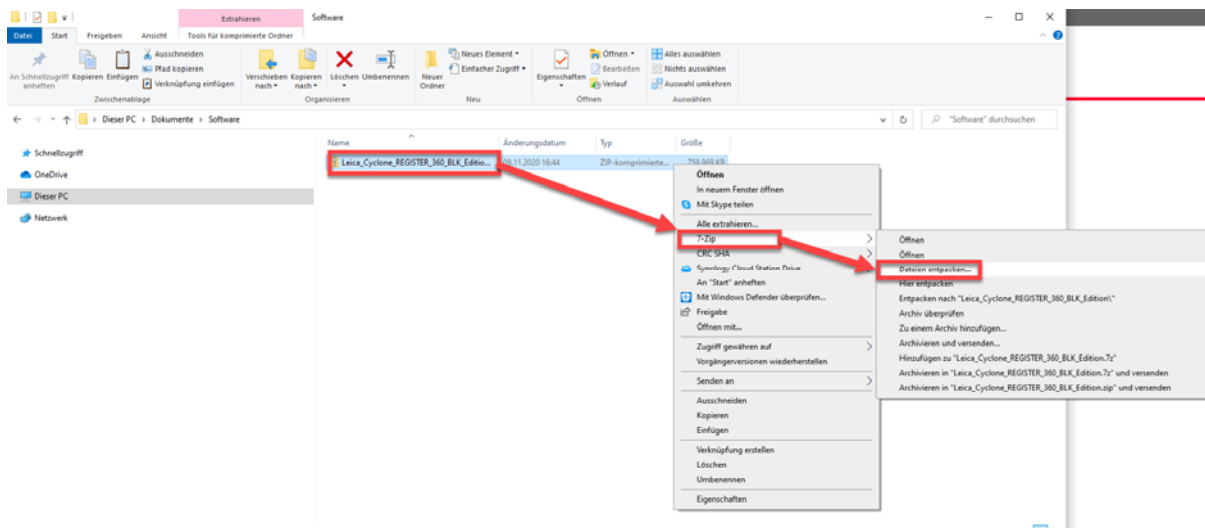 Extrahieren
Software
Datei
Start
Freigeben
Ansicht
Tools für komprimierte Ordner
An Schnellzugriff anheften
Kopieren
Einfügen
Ausschneiden
Pfad kopieren
Verknüpfung einfügen
Zwischenablage
Verschieben nach
Kopieren nach
Löschen
Umbenennen
Organisieren
Neuer Ordner
Neues Element
Einfacher Zugriff
Neu
Eigenschaften
Öffnen
Bearbeiten
Verlauf
Öffnen
Alles auswählen
Nichts auswählen
Auswahl umkehren
Auswählen
Dieser PC
Dokumente
Software
"Software" durchsuchen
Schnellzugriff
OneDrive
Dieser PC
Netzwerk
Name
Änderungsdatum
Typ
Größe
Leica_Cyclone_REGISTER_360_BLK_Editio...
.11.2020 16:44
ZIP-komprimierte...
759.969 KB
Öffnen
In neuem Fenster öffnen
Mit Skype teilen
Alle extrahieren...
7-Zip
CRC SHA
Synology Cloud Station Drive
An "Start" anheften
Mit Windows Defender überprüfen...
Freigabe
Öffnen mit...
Zugriff gewähren auf
Vorgängerversionen wiederherstellen
Senden an
Ausschneiden
Kopieren
Einfügen
Verknüpfung erstellen
Löschen
Umbenennen
Eigenschaften
Öffnen
Öffnen
Dateien entpacken...
Hier entpacken
Entpacken nach "Leica_Cyclone_REGISTER_360_BLK_Edition\"
Archiv überprüfen
Zu einem Archiv hinzufügen...
Archivieren und versenden...
Hinzufügen zu "Leica_Cyclone_REGISTER_360_BLK_Edition.7z"
Archivieren in "Leica_Cyclone_REGISTER_360_BLK_Edition.7z" und versenden
Archivieren in "Leica_Cyclone_REGISTER_360_BLK_Edition.zip" und versenden